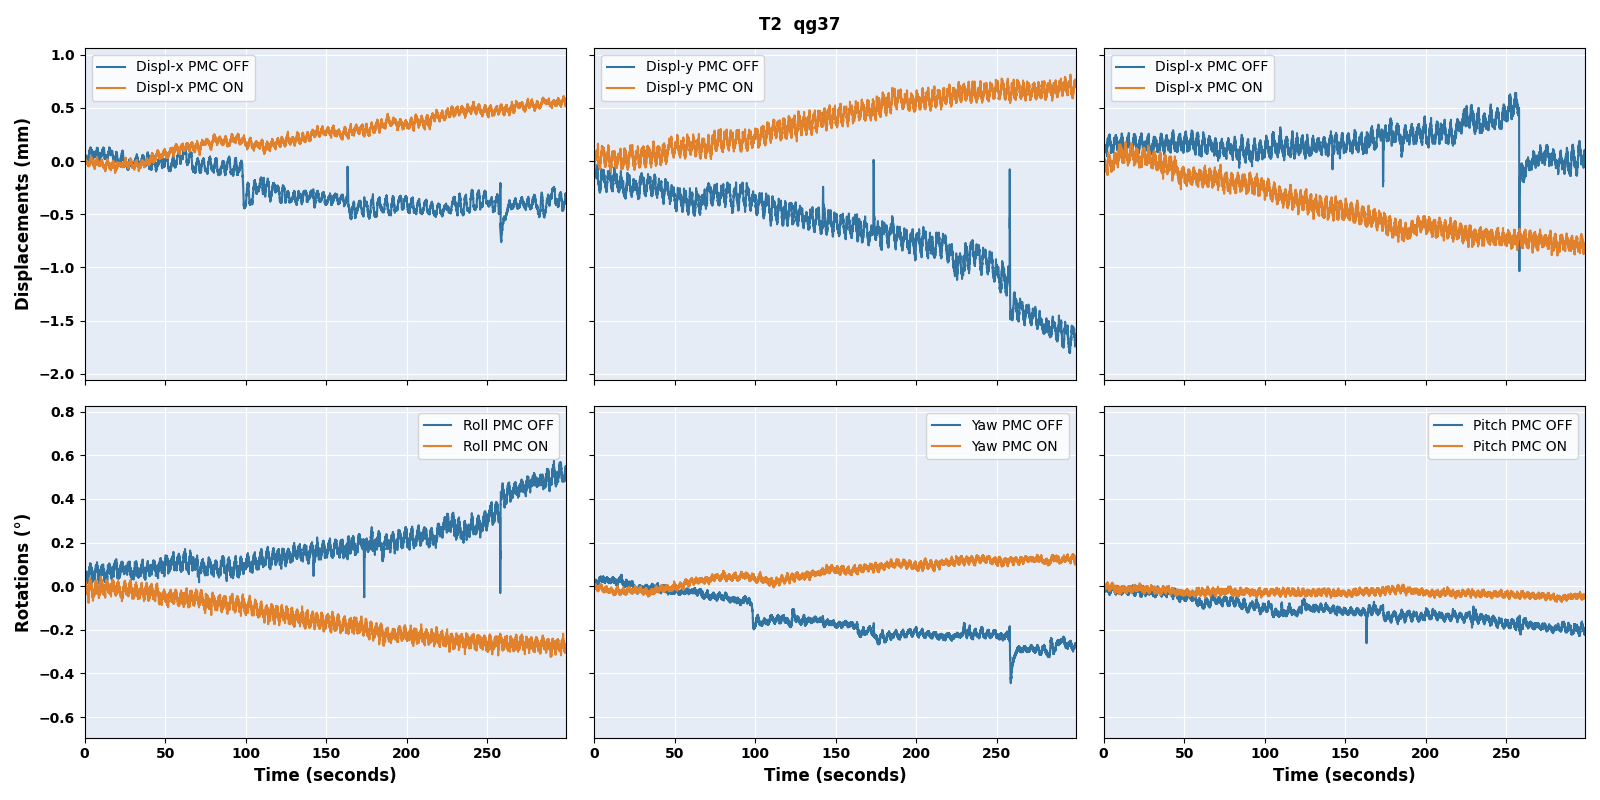 T2 qg37
Displ-x PMC OFF
Displ-x PMC ON
Displ-y PMC OFF
Displ-y PMC ON
Displ-x PMC OFF
Displ-x PMC ON
Displacements (mm)
1.0
0.5
0.0
−0.5
−1.0
−1.5
−2.0
Roll PMC OFF
Roll PMC ON
Yaw PMC OFF
Yaw PMC ON
Pitch PMC OFF
Pitch PMC ON
Rotations (°)
0.8
0.6
0.4
0.2
0.0
−0.2
−0.4
−0.6
0 50 100 150 200 250
0 50 100 150 200 250
0 50 100 150 200 250
Time (seconds)
Time (seconds)
Time (seconds)